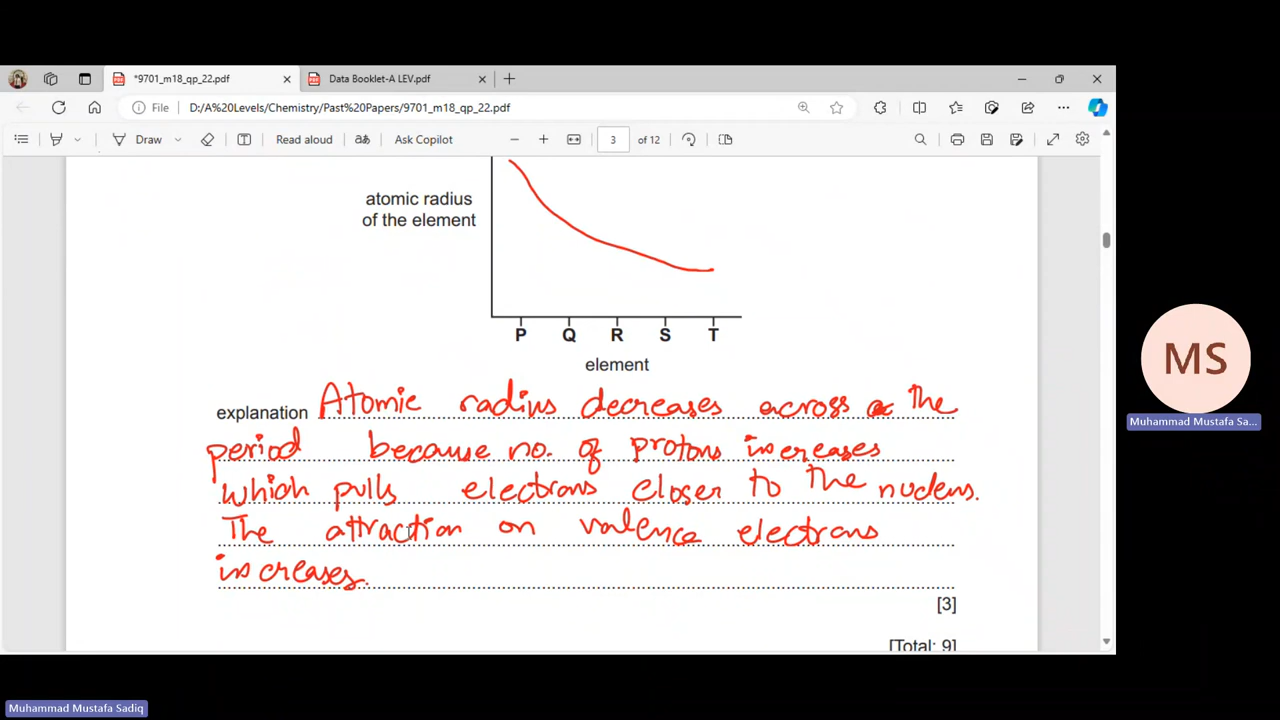 *9701_m18_qp_22.pdf
Data Booklet-A LEV.pdf
File D:/A%20Levels/Chemistry/Past%20Papers/9701_m18_qp_22.pdf
Draw
Read aloud
aあ
Ask Copilot
3 of 12
atomic radius
of the element
P Q R S T
element
explanation Atomic radius decreases across the
period because no. of protons increases
which pulls electrons closer to the nucleus.
The attraction on valence electrons
increases.
[3]
[Total: 9]
MS
Muhammad Mustafa Sa...
Muhammad Mustafa Sadiq